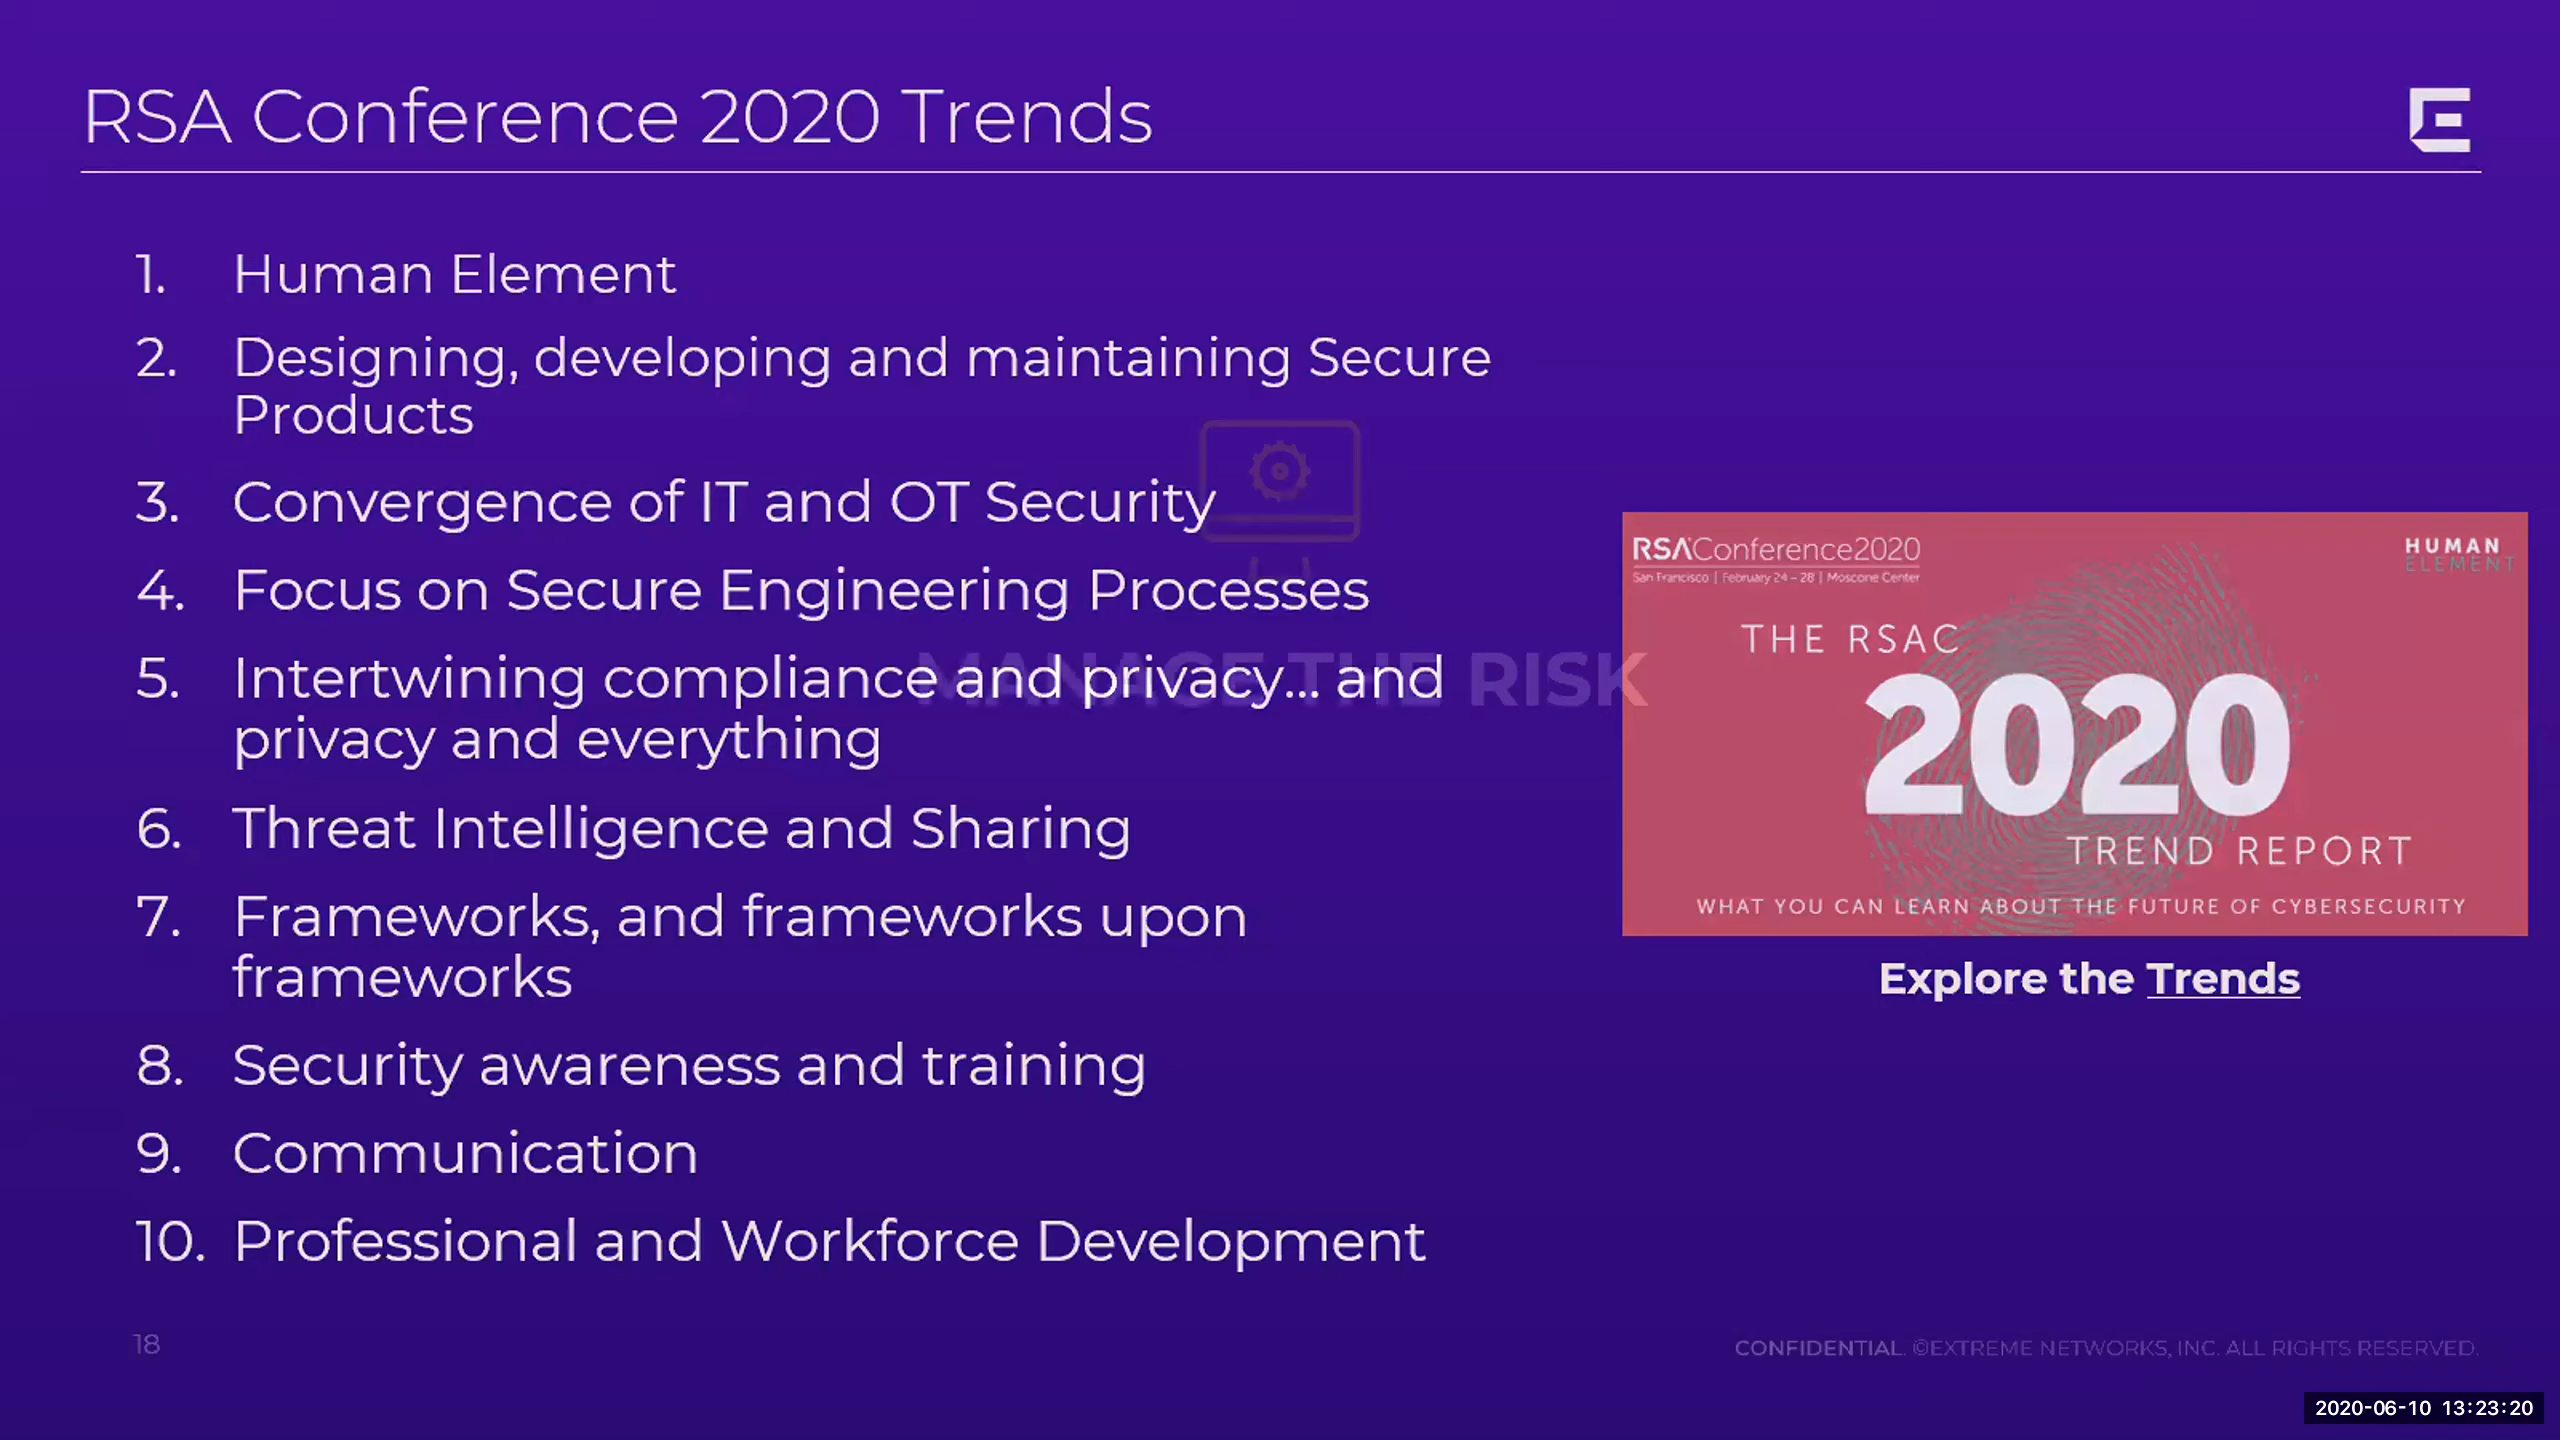 RSA Conference 2020 Trends
1. Human Element
2. Designing, developing and maintaining Secure
Products
3. Convergence of IT and OT Security
4. Focus on Secure Engineering Processes
5. Intertwining compliance and privacy... and
privacy and everything
6. Threat Intelligence and Sharing
7. Frameworks, and frameworks upon
frameworks
8. Security awareness and training
9. Communication
10. Professional and Workforce Development
MANAGE THE RISK
RSAConference2020
San Francisco | February 24 – 28 | Moscone Center
HUMAN
ELEMENT
THE RSAC
2020
TREND REPORT
WHAT YOU CAN LEARN ABOUT THE FUTURE OF CYBERSECURITY
Explore the Trends
18
CONFIDENTIAL. ©EXTREME NETWORKS, INC. ALL RIGHTS RESERVED.
2020-06-10 13:23:20